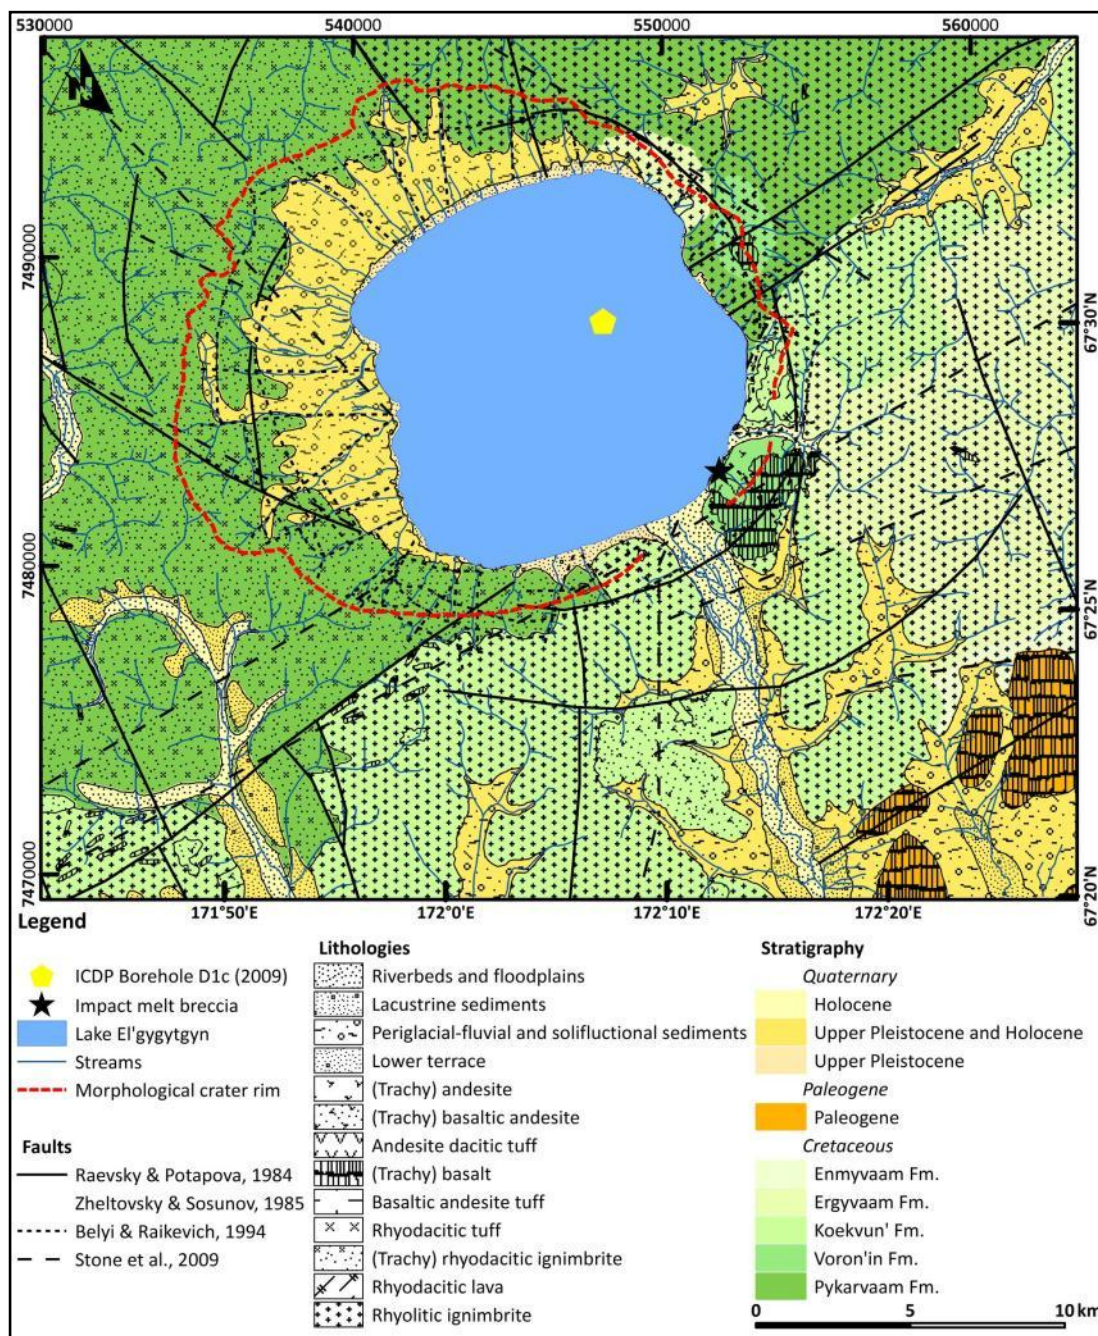 530000 540000 550000 560000
N
7490000
7480000
7470000
67°30'N
67°25'N
67°20'N
171°50'E 172°0'E 172°10'E 172°20'E
Legend
ICDP Borehole D1c (2009)
Impact melt breccia
Lake El'gygytgyn
Streams
Morphological crater rim
Faults
Raevsky & Potapova, 1984
Zheltovsky & Sosunov, 1985
Belyi & Raikevich, 1994
Stone et al., 2009
Lithologies
Riverbeds and floodplains
Lacustrine sediments
Periglacial-fluvial and solifluctional sediments
Lower terrace
(Trachy) andesite
(Trachy) basaltic andesite
Andesite dacitic tuff
(Trachy) basalt
Basaltic andesite tuff
Rhyodacitic tuff
(Trachy) rhyodacitic ignimbrite
Rhyodacitic lava
Rhyolitic ignimbrite
Stratigraphy
Quaternary
Holocene
Upper Pleistocene and Holocene
Upper Pleistocene
Paleogene
Paleogene
Cretaceous
Enmyvaam Fm.
Ergyvaam Fm.
Koekvun' Fm.
Voron'in Fm.
Pykarvaam Fm.
0 5 10 km